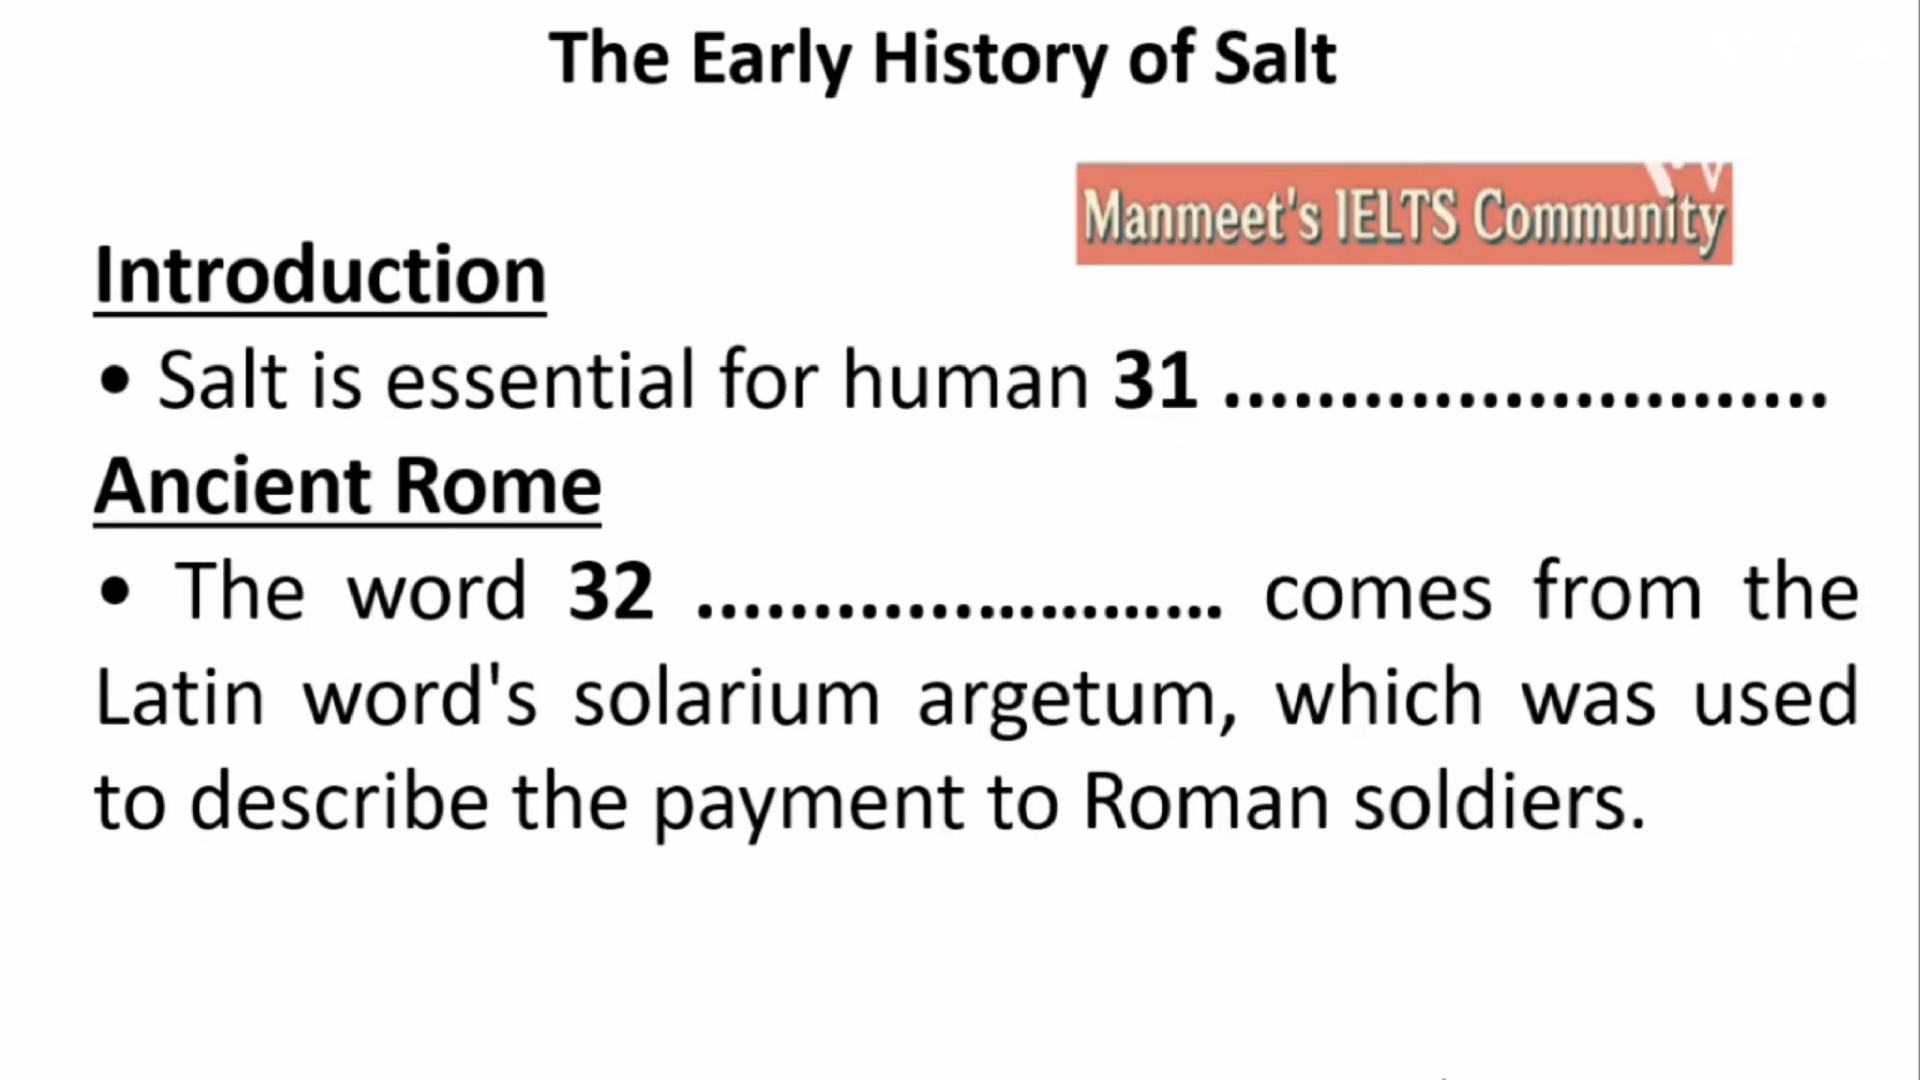 The Early History of Salt
Manmeet's IELTS Community
Introduction
• Salt is essential for human 31 ..........................
Ancient Rome
• The word 32 ....................... comes from the
Latin word's solarium argetum, which was used
to describe the payment to Roman soldiers.